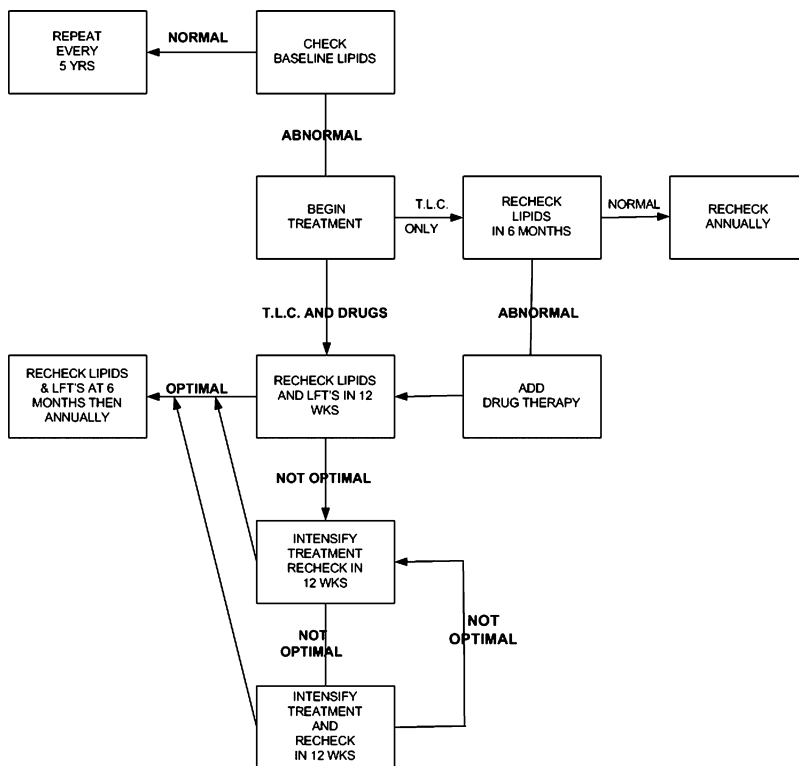 REPEAT
EVERY
5 YRS
NORMAL
CHECK
BASELINE LIPIDS
ABNORMAL
BEGIN
TREATMENT
T.L.C.
ONLY
RECHECK
LIPIDS
IN 6 MONTHS
NORMAL
RECHECK
ANNUALLY
T.L.C. AND DRUGS
ABNORMAL
RECHECK LIPIDS
& LFT'S AT 6
MONTHS THEN
ANNUALLY
OPTIMAL
RECHECK LIPIDS
AND LFT'S IN 12
WKS
ADD
DRUG THERAPY
NOT OPTIMAL
INTENSIFY
TREATMENT
RECHECK IN
12 WKS
NOT
OPTIMAL
NOT
OPTIMAL
INTENSIFY
TREATMENT
AND
RECHECK
IN 12 WKS